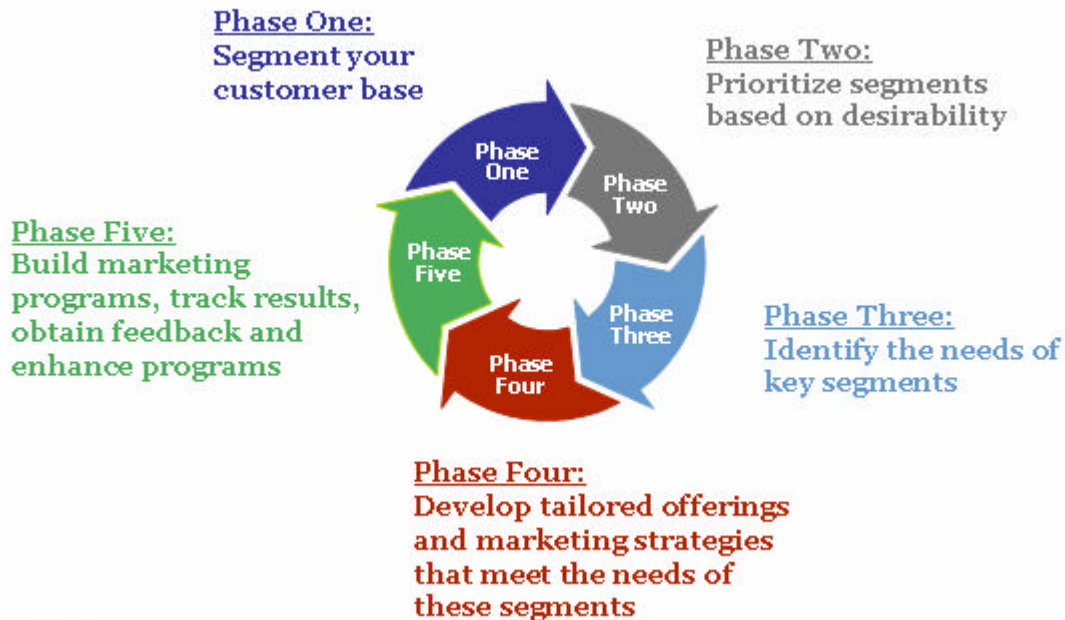 Phase One:
Segment your
customer base
Phase Two:
Prioritize segments
based on desirability
Phase Three:
Identify the needs of
key segments
Phase Four:
Develop tailored offerings
and marketing strategies
that meet the needs of
these segments
Phase Five:
Build marketing
programs, track results,
obtain feedback and
enhance programs
Phase
One
Phase
Two
Phase
Three
Phase
Four
Phase
Five